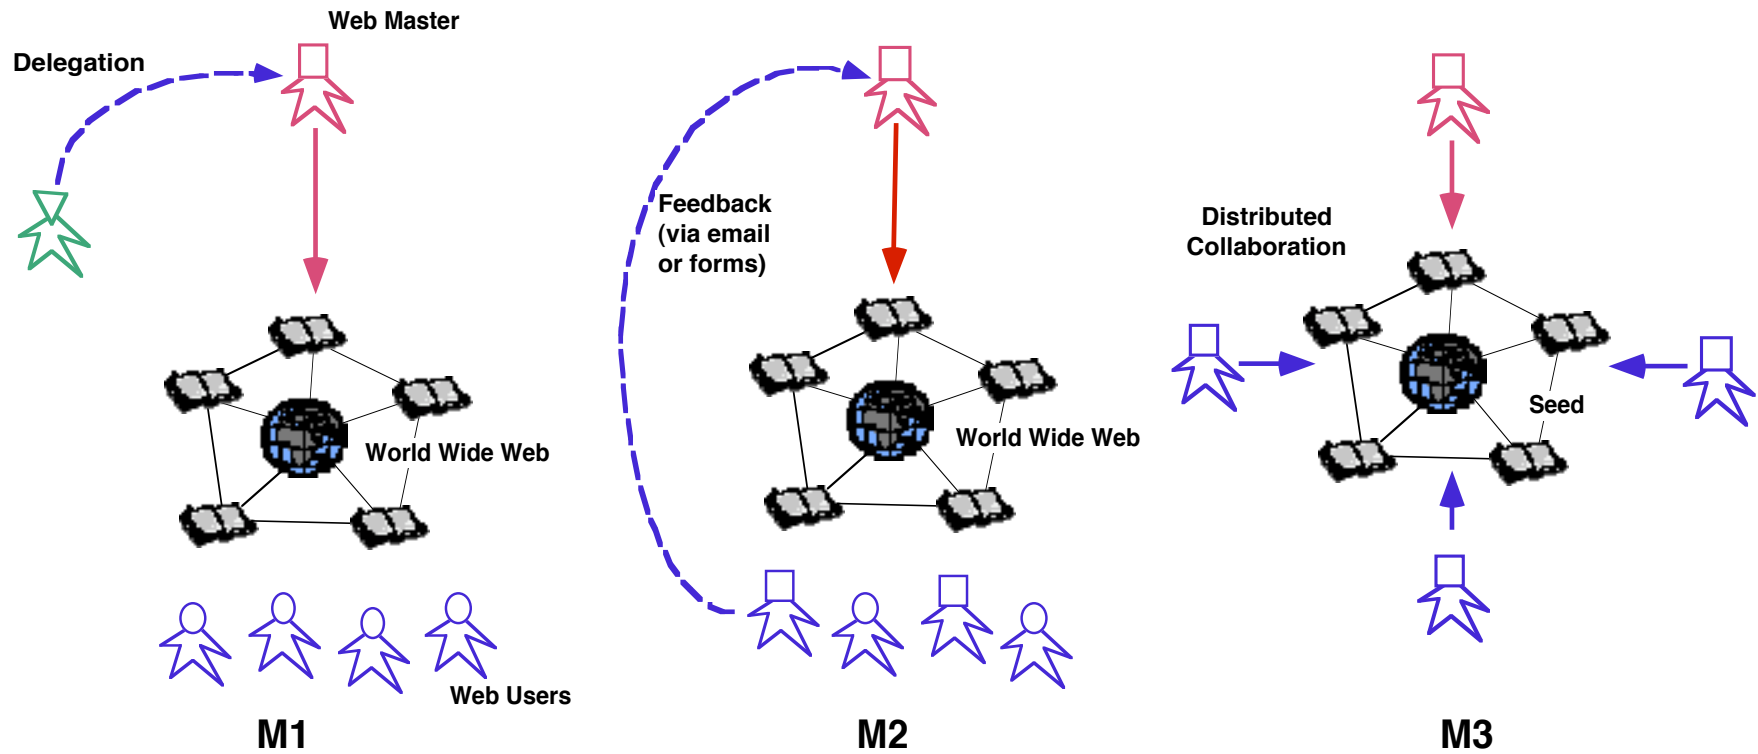 Web Master
Delegation
World Wide Web
Web Users
M1
Feedback
(via email
or forms)
World Wide Web
M2
Distributed
Collaboration
Seed
M3